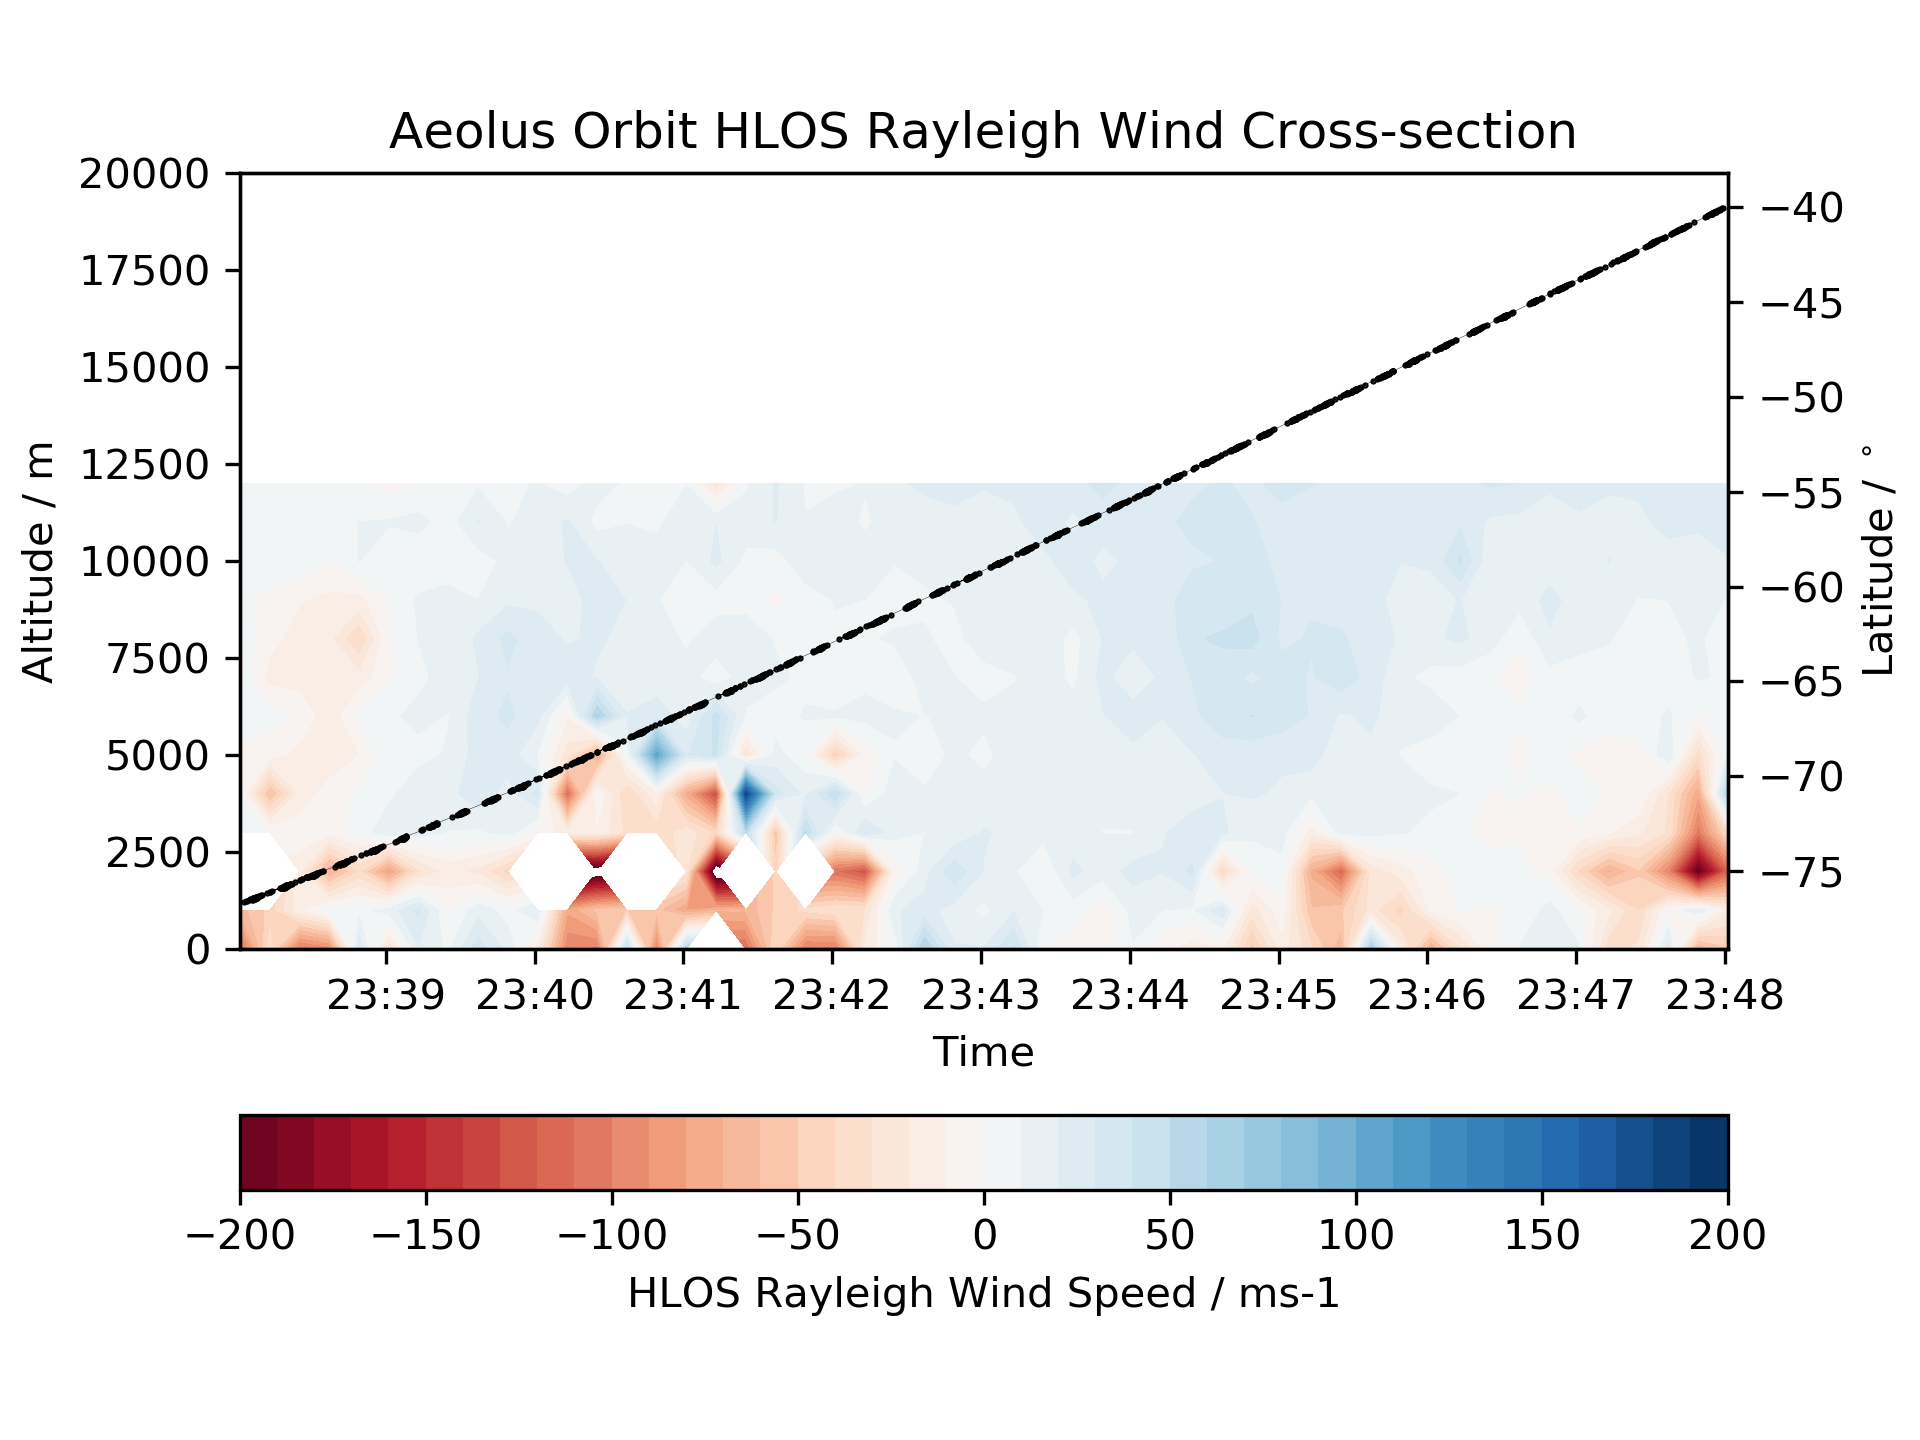 Aeolus Orbit HLOS Rayleigh Wind Cross-section
20000
17500
15000
12500
10000
7500
5000
2500
0
Altitude / m
−40
−45
−50
−55
−60
−65
−70
−75
Latitude / °
23:39 23:40 23:41 23:42 23:43 23:44 23:45 23:46 23:47 23:48
Time
−200 −150 −100 −50 0 50 100 150 200
HLOS Rayleigh Wind Speed / ms-1